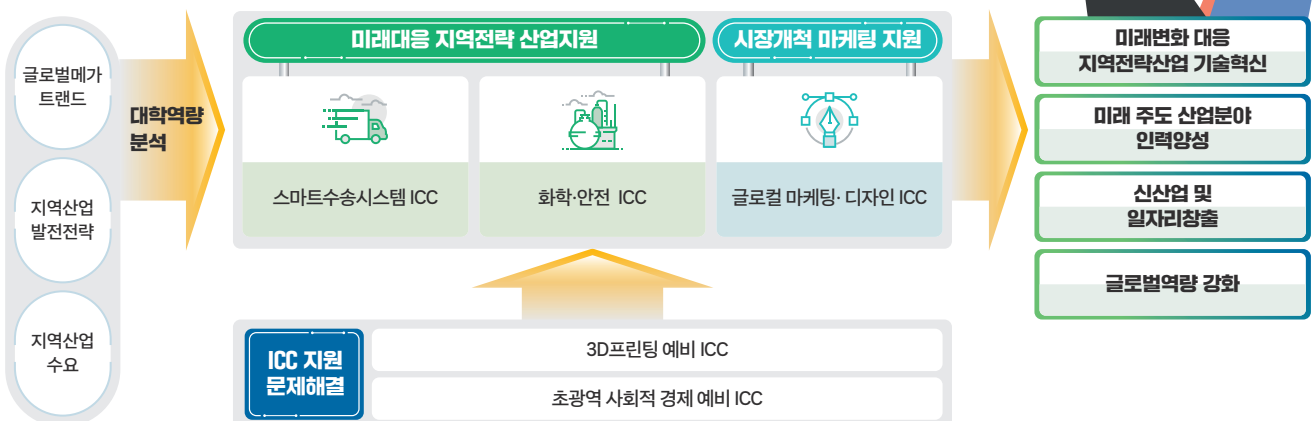 글로벌메가
트랜드
지역산업
발전전략
지역산업
수요
대학역량
분석
미래대응 지역전략 산업지원
시장개척 마케팅 지원
스마트수송시스템 ICC
화학·안전 ICC
글로컬 마케팅· 디자인 ICC
ICC 지원
문제해결
3D프린팅 예비 ICC
초광역 사회적 경제 예비 ICC
미래변화 대응
지역전략산업 기술혁신
미래 주도 산업분야
인력양성
신산업 및
일자리창출
글로벌역량 강화